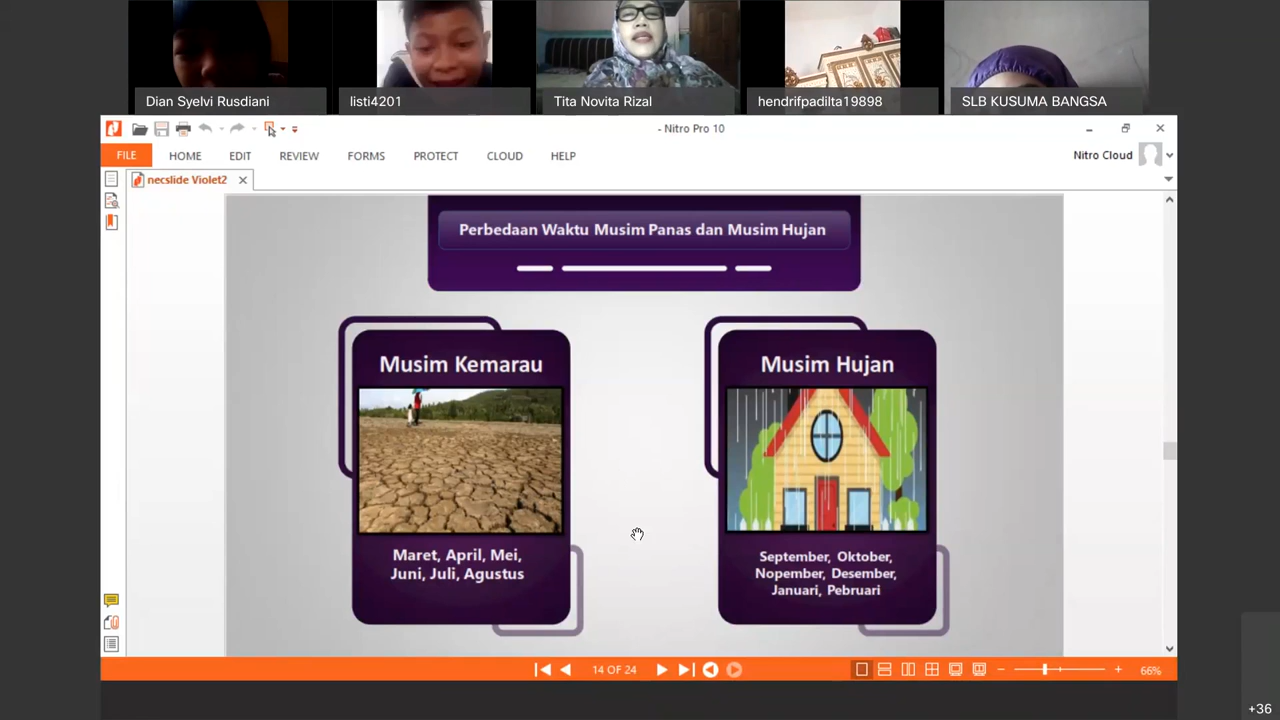 Dian Syelvi Rusdiani
listi4201
Tita Novita Rizal
hendrifpadilta19898
SLB KUSUMA BANGSA
- Nitro Pro 10
FILE HOME EDIT REVIEW FORMS PROTECT CLOUD HELP
Nitro Cloud
necslide Violet2
Perbedaan Waktu Musim Panas dan Musim Hujan
Musim Kemarau
Maret, April, Mei,
Juni, Juli, Agustus
Musim Hujan
September, Oktober,
Nopember, Desember,
Januari, Pebruari
14 OF 24
66%
+36